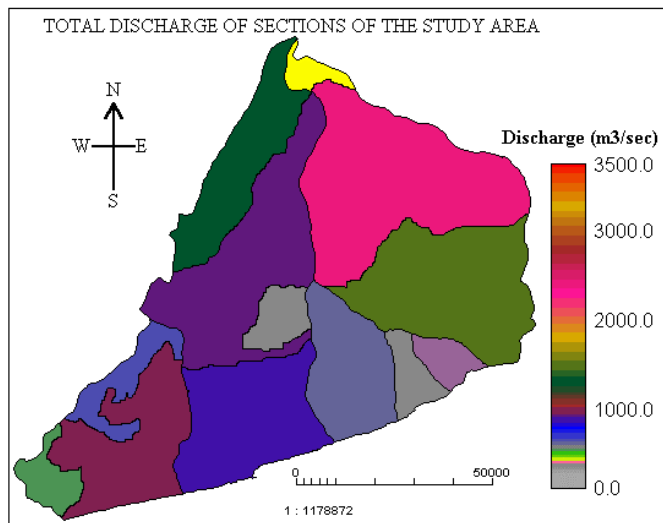 TOTAL DISCHARGE OF SECTIONS OF THE STUDY AREA
N
W E
S
Discharge (m3/sec)
3500.0
3000.0
2000.0
1000.0
0.0
0 50000
1 : 1178872